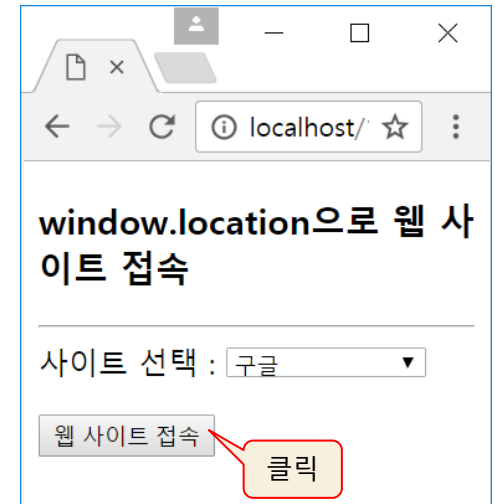 localhost/
window.location으로 웹 사
이트 접속
사이트 선택 : 구글
웹 사이트 접속
클릭